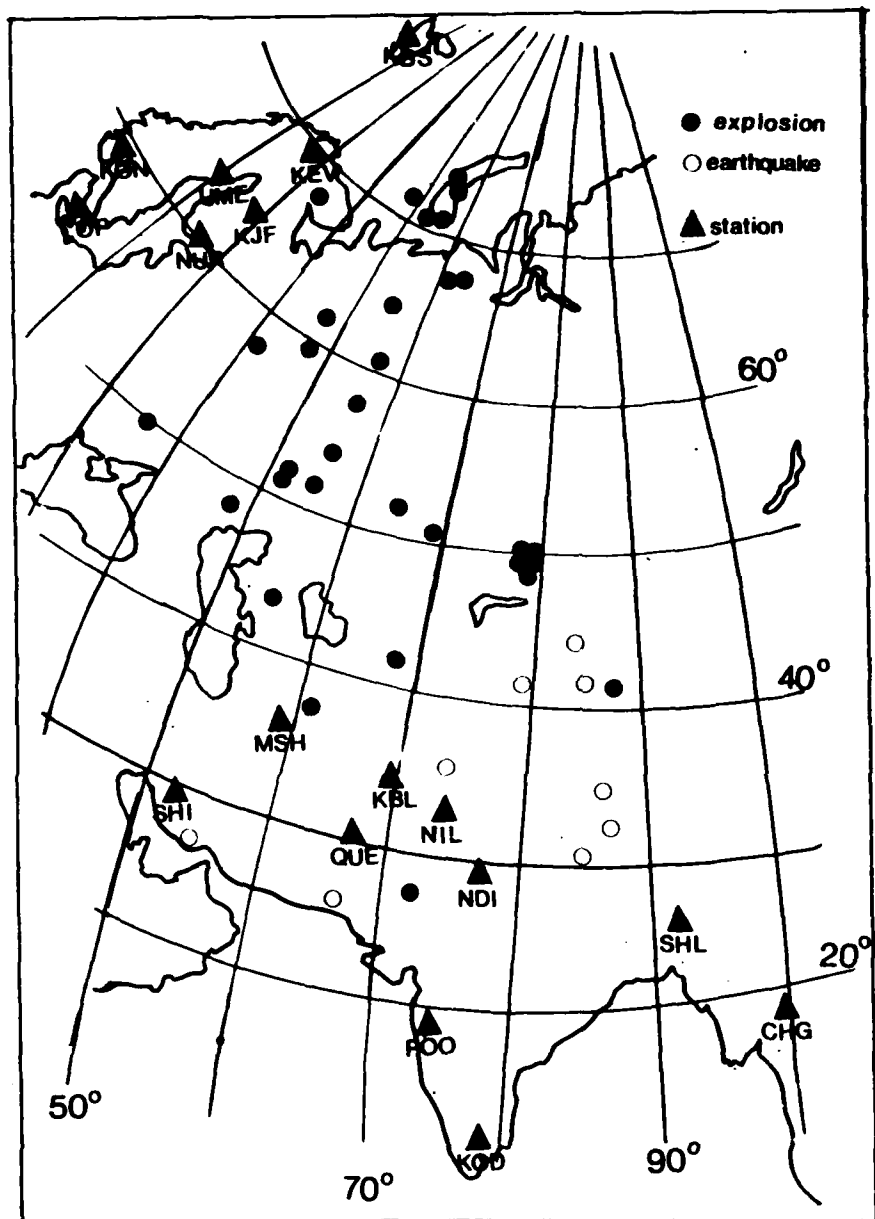 KBS
● explosion
○ earthquake
▲ station
KEV
UME
KJF
60°
40°
MSH
KBL
SHI
NIL
QUE
NDI
SHL
20°
POO
CHG
50°
KOD
90°
70°